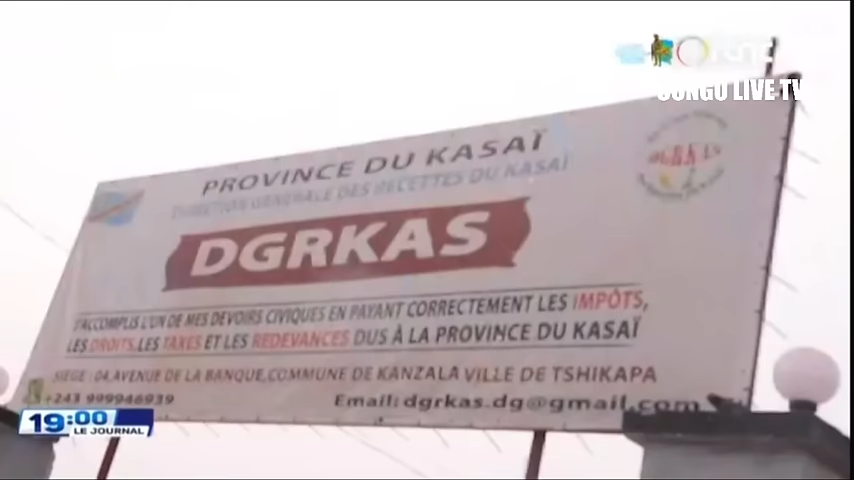 CONGO LIVE TV
PROVINCE DU KASAÏ
DIRECTION GENERALE DES RECETTES DU KASAÏ
DGRKAS
DGRKAS
J'ACCOMPLIS L'UN DE MES DEVOIRS CIVIQUES EN PAYANT CORRECTEMENT LES IMPÔTS,
LES DROITS, LES TAXES ET LES REDEVANCES DUS À LA PROVINCE DU KASAÏ
SIEGE : 04, AVENUE DE LA BANQUE, COMMUNE DE KANZALA VILLE DE TSHIKAPA
+243 999946939
Email: dgrkas.dg@gmail.com
19:00
LE JOURNAL